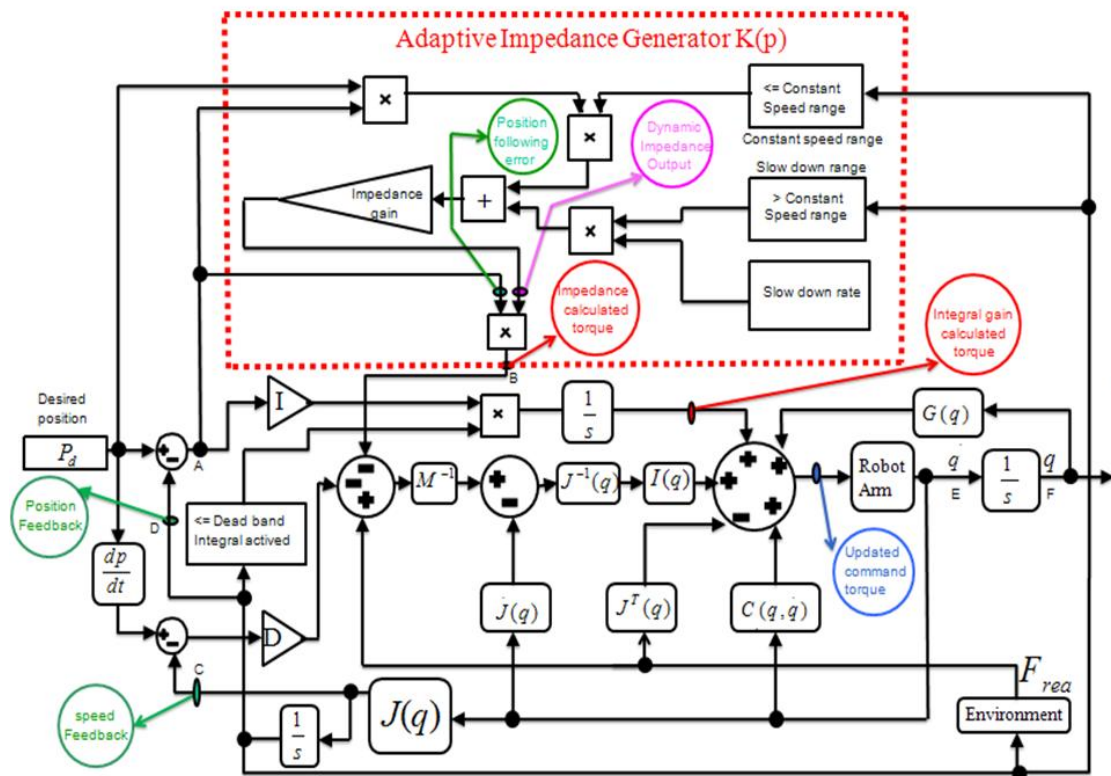 Adaptive Impedance Generator K(p)
×
<= Constant
Speed range
Constant speed range
Position
following
error
Dynamic
Impedance
Output
×
Slow down range
> Constant
Speed range
Impedance
gain
+
×
Slow down rate
Impedance
calculated
torque
×
B
Integral gain
calculated
torque
Desired
position
P_d
+
-
A
I
×
1/s
G(q)
-
-
+
M⁻¹
+
-
J⁻¹(q)
I(q)
+
+
+
+
-
Robot
Arm
q̇
E
1/s
q
F
Position
Feedback
D
<= Dead band
Integral actived
dp/dt
Updated
command
torque
J̇(q)
Jᵀ(q)
C(q,q̇)
+
-
D
C
F_rea
speed
Feedback
1/s
J(q)
Environment